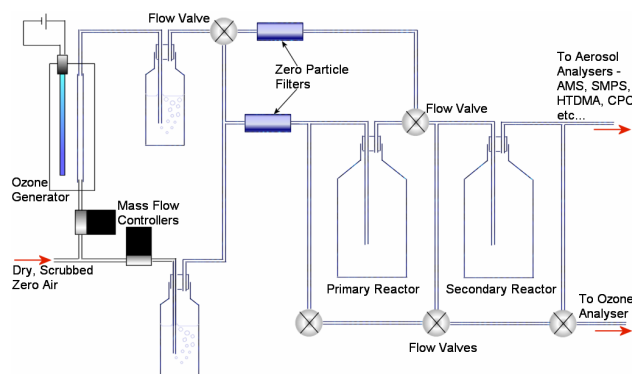 Flow Valve
To Aerosol
Analysers -
AMS, SMPS,
HTDMA, CPC
etc...
Zero Particle
Filters
Flow Valve
Ozone
Generator
Mass Flow
Controllers
Dry, Scrubbed
Zero Air
Primary Reactor
Secondary Reactor
To Ozone
Analyser
Flow Valves